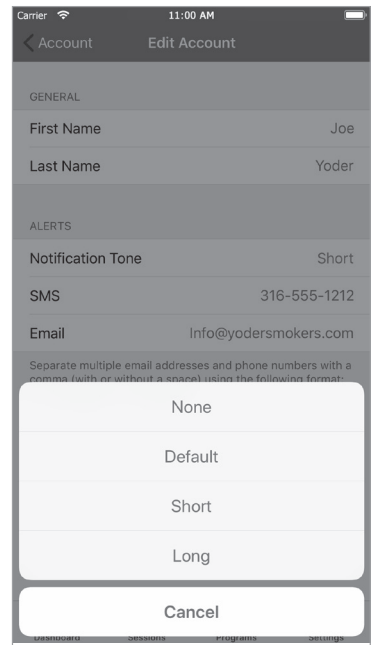 Carrier 11:00 AM
Account Edit Account
GENERAL
First Name Joe
Last Name Yoder
ALERTS
Notification Tone Short
SMS 316-555-1212
Email Info@yodersmokers.com
Separate multiple email addresses and phone numbers with a
comma (with or without a space) using the following format:
None
Default
Short
Long
Cancel
Dashboard Sessions Programs Settings